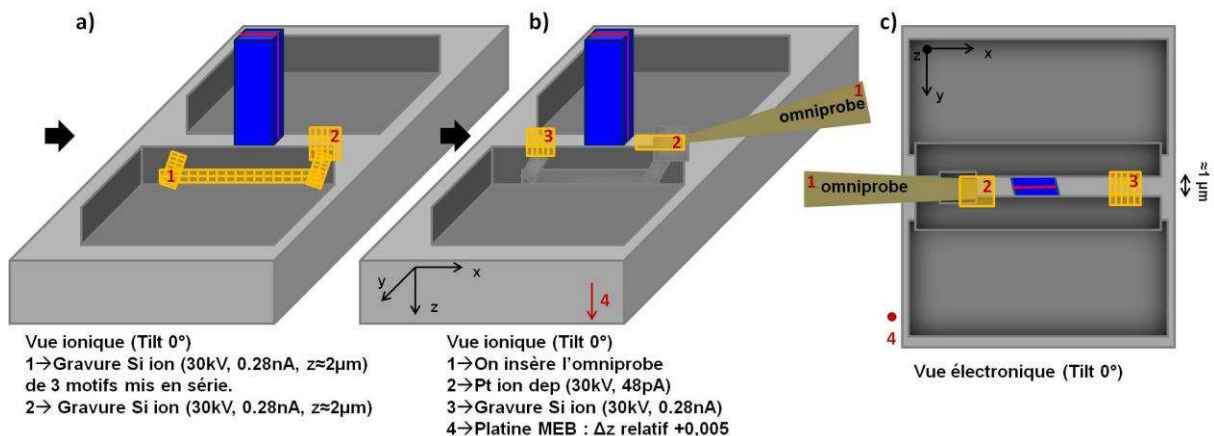 a)
2
1
Vue ionique (Tilt 0°)
1→Gravure Si ion (30kV, 0.28nA, z≈2µm)
de 3 motifs mis en série.
2→ Gravure Si ion (30kV, 0.28nA, z≈2µm)
b)
1
omniprobe
3
2
x
y
z
4
Vue ionique (Tilt 0°)
1→On insère l'omniprobe
2→Pt ion dep (30kV, 48pA)
3→Gravure Si ion (30kV, 0.28nA)
4→Platine MEB : Δz relatif +0,005
c)
z
x
y
1 omniprobe
2
3
≈1 µm
4
Vue électronique (Tilt 0°)